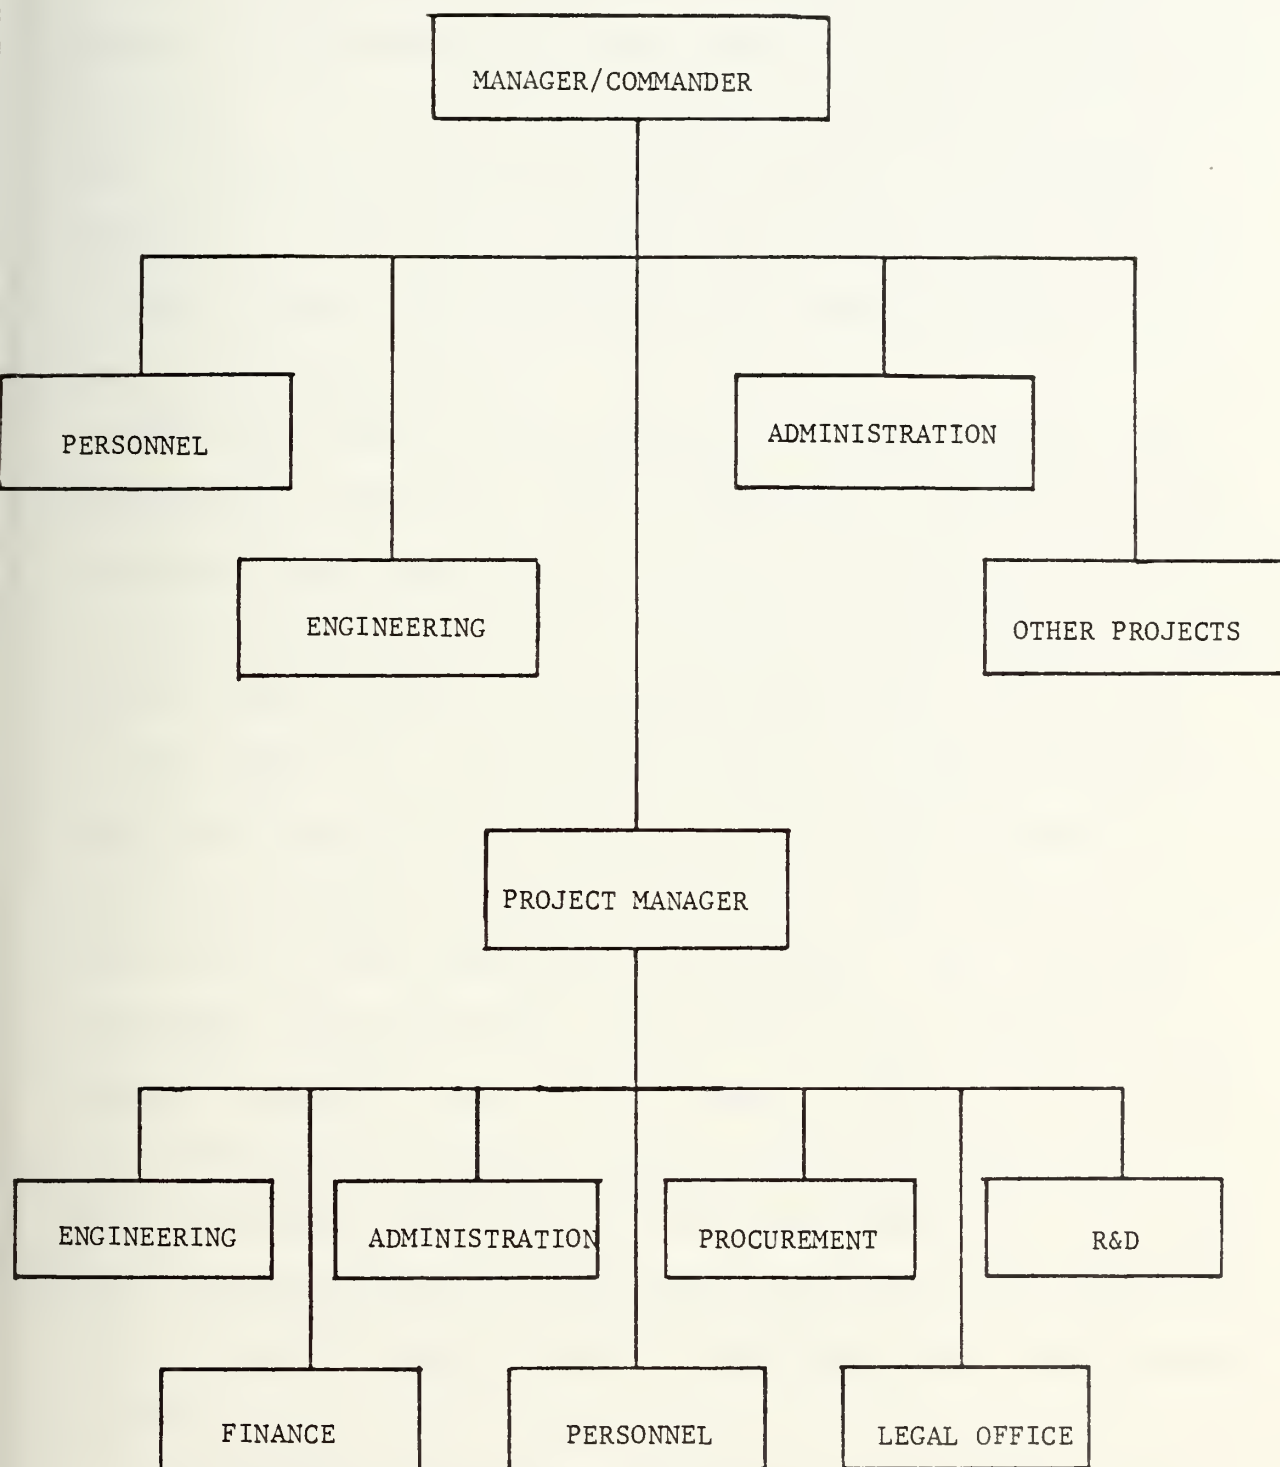 MANAGER/COMMANDER
PERSONNEL
ADMINISTRATION
ENGINEERING
OTHER PROJECTS
PROJECT MANAGER
ENGINEERING
ADMINISTRATION
PROCUREMENT
R&D
FINANCE
PERSONNEL
LEGAL OFFICE